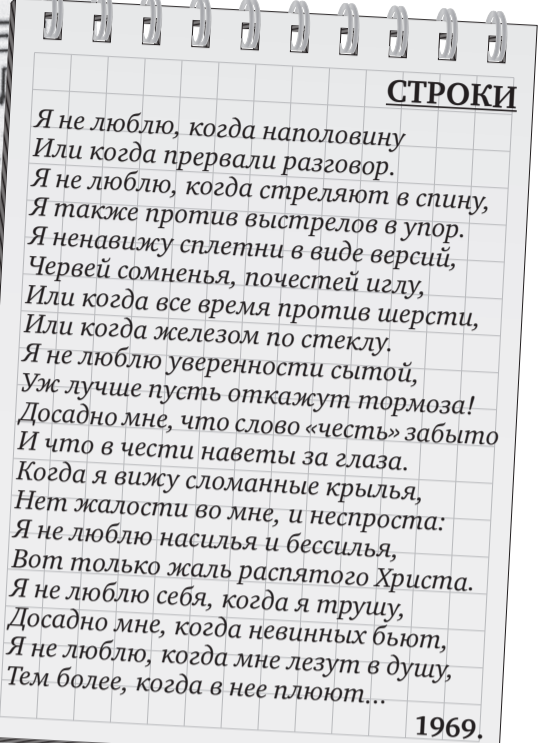 СТРОКИ
Я не люблю, когда наполовину
Или когда прервали разговор.
Я не люблю, когда стреляют в спину,
Я также против выстрелов в упор.
Я ненавижу сплетни в виде версий,
Червей сомненья, почестей иглу,
Или когда все время против шерсти,
Или когда железом по стеклу.
Я не люблю уверенности сытой,
Уж лучше пусть откажут тормоза!
Досадно мне, что слово «честь» забыто
И что в чести наветы за глаза.
Когда я вижу сломанные крылья,
Нет жалости во мне, и неспроста:
Я не люблю насилья и бессилья,
Вот только жаль распятого Христа.
Я не люблю себя, когда я трушу,
Досадно мне, когда невинных бьют,
Я не люблю, когда мне лезут в душу,
Тем более, когда в нее плюют...
1969.